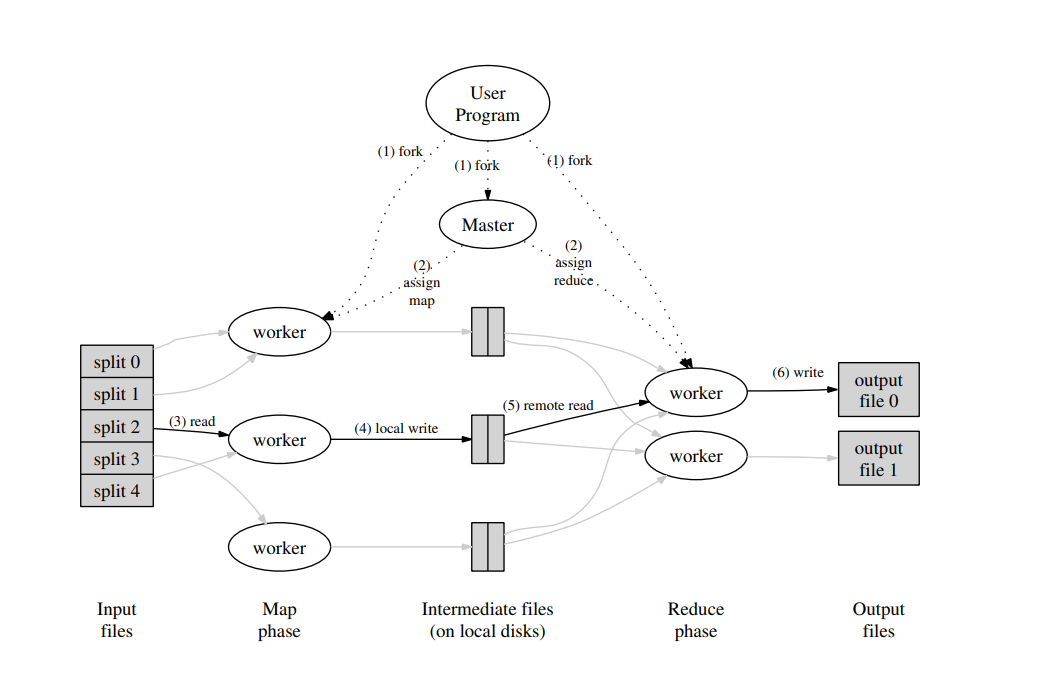 User
Program
(1) fork
(1) fork
(1) fork
Master
(2)
assign
map
(2)
assign
reduce
split 0
split 1
split 2
split 3
split 4
(3) read
worker
worker
worker
(4) local write
(5) remote read
worker
worker
(6) write
output
file 0
output
file 1
Input
files
Map
phase
Intermediate files
(on local disks)
Reduce
phase
Output
files